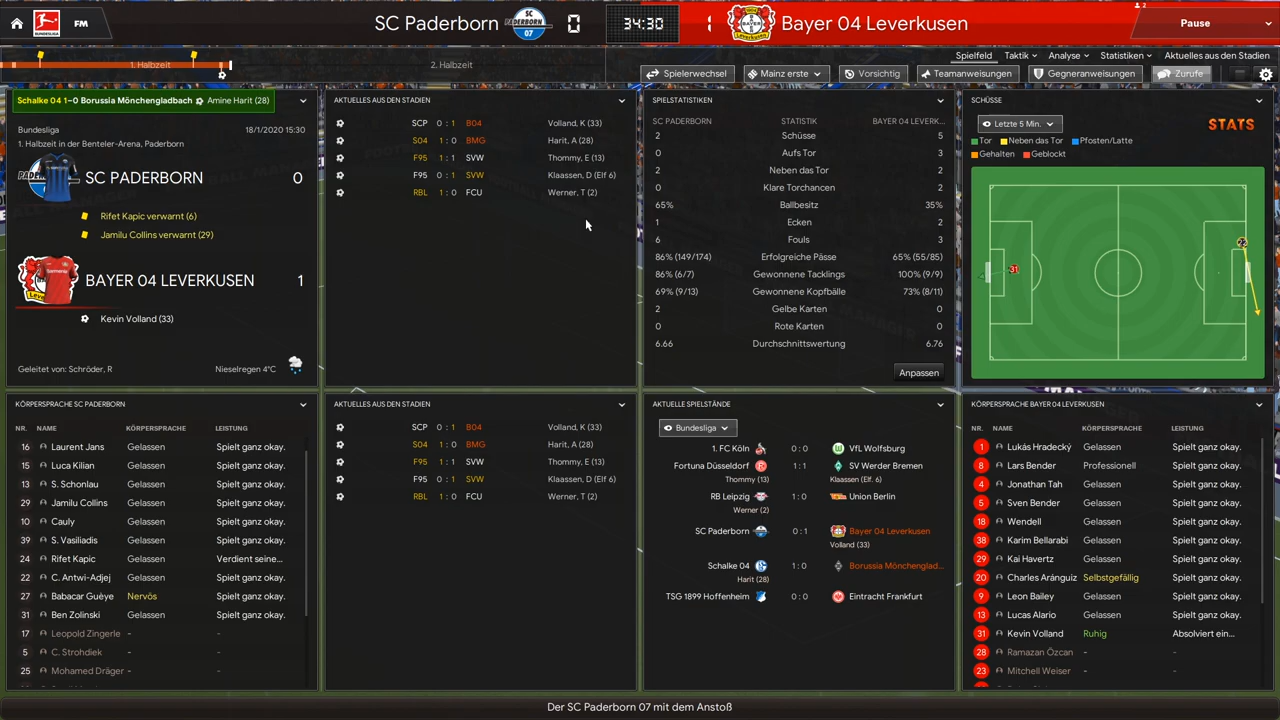 FM
SC Paderborn 0 34:30 1 Bayer 04 Leverkusen
2
Pause
1. Halbzeit
2. Halbzeit
Spielfeld Taktik Analyse Statistiken Aktuelles aus den Stadien
Spielerwechsel Mainz erste Vorsichtig Teamanweisungen Gegneranweisungen Zurufe
Schalke 04 1-0 Borussia Mönchengladbach Amine Harit (28)
Bundesliga 18/1/2020 15:30
1. Halbzeit in der Benteler-Arena, Paderborn
SC PADERBORN 0
Rifet Kapic verwarnt (6)
Jamilu Collins verwarnt (29)
BAYER 04 LEVERKUSEN 1
Kevin Volland (33)
Geleitet von: Schröder, R Nieselregen 4°C
AKTUELLES AUS DEN STADIEN
SCP 0 : 1 B04 Volland, K (33)
S04 1 : 0 BMG Harit, A (28)
F95 1 : 1 SVW Thommy, E (13)
F95 0 : 1 SVW Klaassen, D (Elf 6)
RBL 1 : 0 FCU Werner, T (2)
SPIELSTATISTIKEN
SC PADERBORN STATISTIK BAYER 04 LEVERK...
2 Schüsse 5
0 Aufs Tor 3
2 Neben das Tor 2
0 Klare Torchancen 2
65% Ballbesitz 35%
1 Ecken 2
6 Fouls 3
86% (149/174) Erfolgreiche Pässe 65% (55/85)
86% (6/7) Gewonnene Tacklings 100% (9/9)
69% (9/13) Gewonnene Kopfbälle 73% (8/11)
2 Gelbe Karten 0
0 Rote Karten 0
6.66 Durchschnittswertung 6.76
Anpassen
SCHÜSSE
Letzte 5 Min.
STATS
Tor Neben das Tor Pfosten/Latte
Gehalten Geblockt
22
31
KÖRPERSPRACHE SC PADERBORN
NR. NAME KÖRPERSPRACHE LEISTUNG
16 Laurent Jans Gelassen Spielt ganz okay.
15 Luca Kilian Gelassen Spielt ganz okay.
13 S. Schonlau Gelassen Spielt ganz okay.
29 Jamilu Collins Gelassen Spielt ganz okay.
10 Cauly Gelassen Spielt ganz okay.
39 S. Vasiliadis Gelassen Spielt ganz okay.
24 Rifet Kapic Gelassen Verdient seine...
22 C. Antwi-Adjej Gelassen Spielt ganz okay.
27 Babacar Guèye Nervös Spielt ganz okay.
31 Ben Zolinski Gelassen Spielt ganz okay.
17 Leopold Zingerle - -
5 C. Strohdiek - -
25 Mohamed Dräger - -
AKTUELLES AUS DEN STADIEN
SCP 0 : 1 B04 Volland, K (33)
S04 1 : 0 BMG Harit, A (28)
F95 1 : 1 SVW Thommy, E (13)
F95 0 : 1 SVW Klaassen, D (Elf 6)
RBL 1 : 0 FCU Werner, T (2)
AKTUELLE SPIELSTÄNDE
Bundesliga
1. FC Köln 0 : 0 VfL Wolfsburg
Fortuna Düsseldorf 1 : 1 SV Werder Bremen
Thommy (13) Klaassen (Elf. 6)
RB Leipzig 1 : 0 Union Berlin
Werner (2)
SC Paderborn 0 : 1 Bayer 04 Leverkusen
Volland (33)
Schalke 04 1 : 0 Borussia Mönchenglad...
Harit (28)
TSG 1899 Hoffenheim 0 : 0 Eintracht Frankfurt
KÖRPERSPRACHE BAYER 04 LEVERKUSEN
NR. NAME KÖRPERSPRACHE LEISTUNG
1 Lukás Hradecký Gelassen Spielt ganz okay.
8 Lars Bender Professionell Spielt ganz okay.
4 Jonathan Tah Gelassen Spielt ganz okay.
5 Sven Bender Gelassen Spielt ganz okay.
18 Wendell Gelassen Spielt ganz okay.
38 Karim Bellarabi Gelassen Spielt ganz okay.
29 Kai Havertz Gelassen Spielt ganz okay.
20 Charles Aránguiz Selbstgefällig Spielt ganz okay.
9 Leon Bailey Gelassen Spielt ganz okay.
13 Lucas Alario Gelassen Spielt ganz okay.
31 Kevin Volland Ruhig Absolviert ein...
28 Ramazan Özcan - -
23 Mitchell Weiser - -
Der SC Paderborn 07 mit dem Anstoß